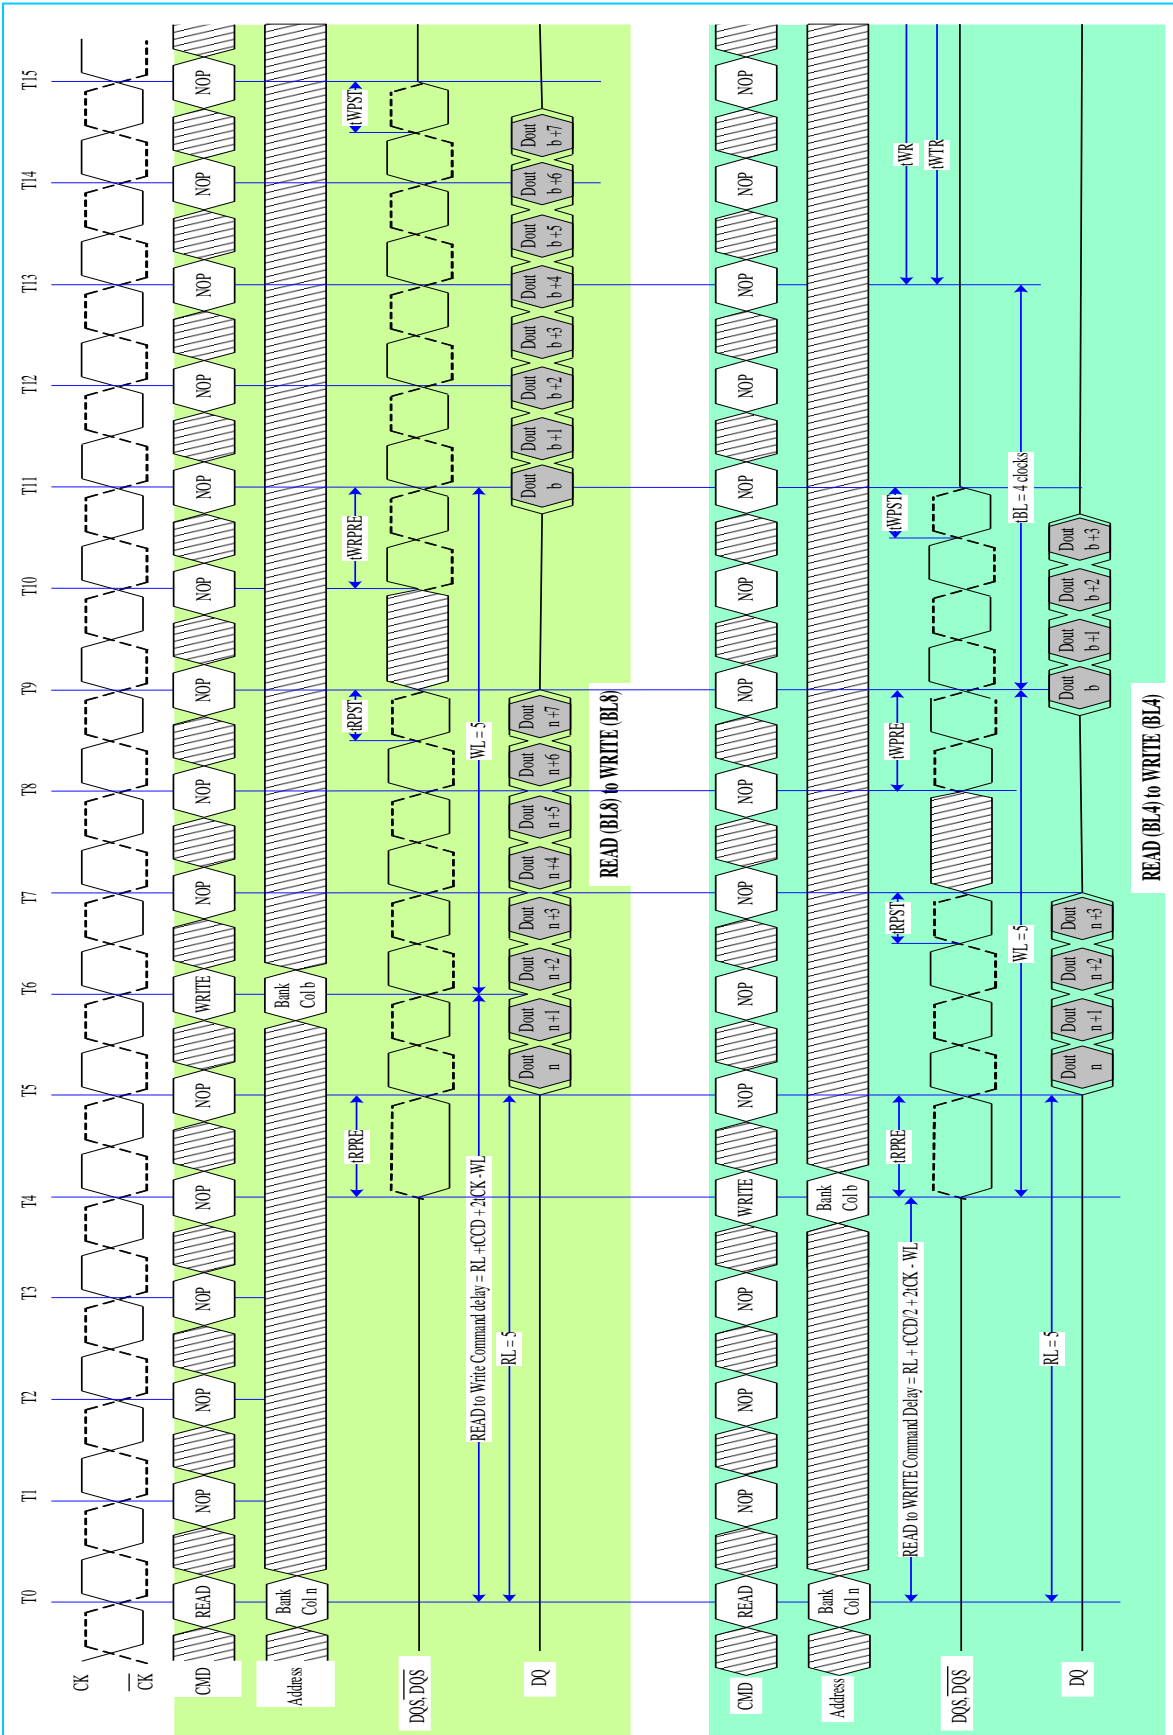 T0 T1 T2 T3 T4 T5 T6 T7 T8 T9 T10 T11 T12 T13 T14 T15
CK
CK
CMD READ NOP NOP NOP NOP NOP WRITE NOP NOP NOP NOP NOP NOP NOP NOP NOP
Address
Bank
Col n
Bank
Col b
tRPRE tRPST tWRPRE tWPST
DQS, DQS
READ to Write Command delay = RL +tCCD + 2tCK -WL
WL = 5
RL = 5
DQ
Dout
n
Dout
n+1
Dout
n+2
Dout
n+3
Dout
n+4
Dout
n+5
Dout
n+6
Dout
n+7
Dout
b
Dout
b+1
Dout
b+2
Dout
b+3
Dout
b+4
Dout
b+5
Dout
b+6
Dout
b+7
READ (BL8) to WRITE (BL8)
CMD READ NOP NOP NOP WRITE NOP NOP NOP NOP NOP NOP NOP NOP NOP NOP NOP
Address
Bank
Col n
Bank
Col b
tRPRE tRPST tWPRE tWPST tWR
READ to WRITE Command Delay = RL + tCCD/2 + 2tCK - WL
tWTR
DQS, DQS
WL = 5
tBL = 4 clocks
RL = 5
DQ
Dout
n
Dout
n+1
Dout
n+2
Dout
n+3
Dout
b
Dout
b+1
Dout
b+2
Dout
b+3
READ (BL4) to WRITE (BL4)